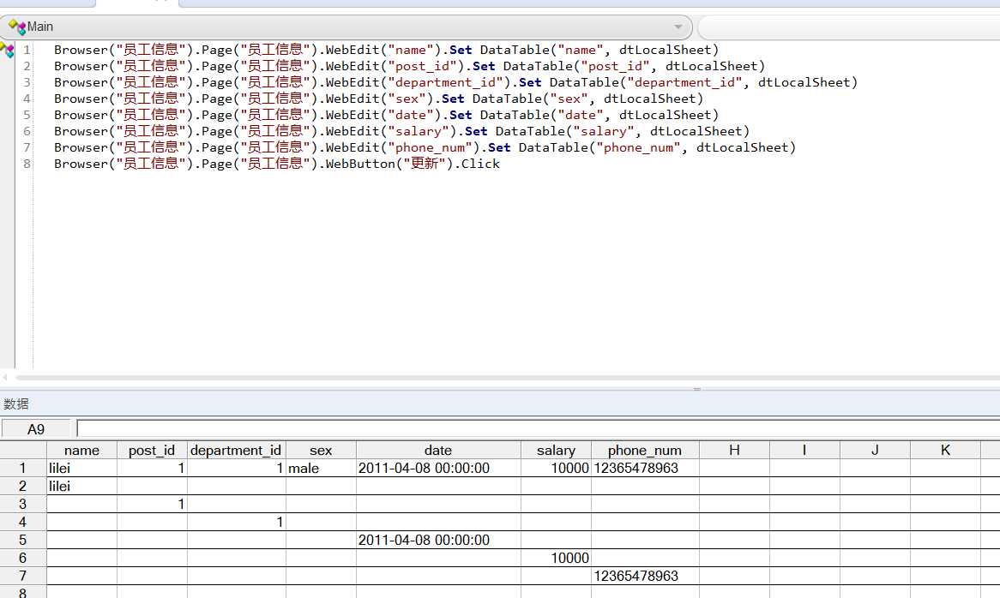 Main
1 Browser("员工信息").Page("员工信息").WebEdit("name").Set DataTable("name", dtLocalSheet)
2 Browser("员工信息").Page("员工信息").WebEdit("post_id").Set DataTable("post_id", dtLocalSheet)
3 Browser("员工信息").Page("员工信息").WebEdit("department_id").Set DataTable("department_id", dtLocalSheet)
4 Browser("员工信息").Page("员工信息").WebEdit("sex").Set DataTable("sex", dtLocalSheet)
5 Browser("员工信息").Page("员工信息").WebEdit("date").Set DataTable("date", dtLocalSheet)
6 Browser("员工信息").Page("员工信息").WebEdit("salary").Set DataTable("salary", dtLocalSheet)
7 Browser("员工信息").Page("员工信息").WebEdit("phone_num").Set DataTable("phone_num", dtLocalSheet)
8 Browser("员工信息").Page("员工信息").WebButton("更新").Click
数据
A9
name post_id department_id sex date salary phone_num H I J K
1 lilei 1 1 male 2011-04-08 00:00:00 10000 12365478963
2 lilei
3 1
4 1
5 2011-04-08 00:00:00
6 10000
7 12365478963
8